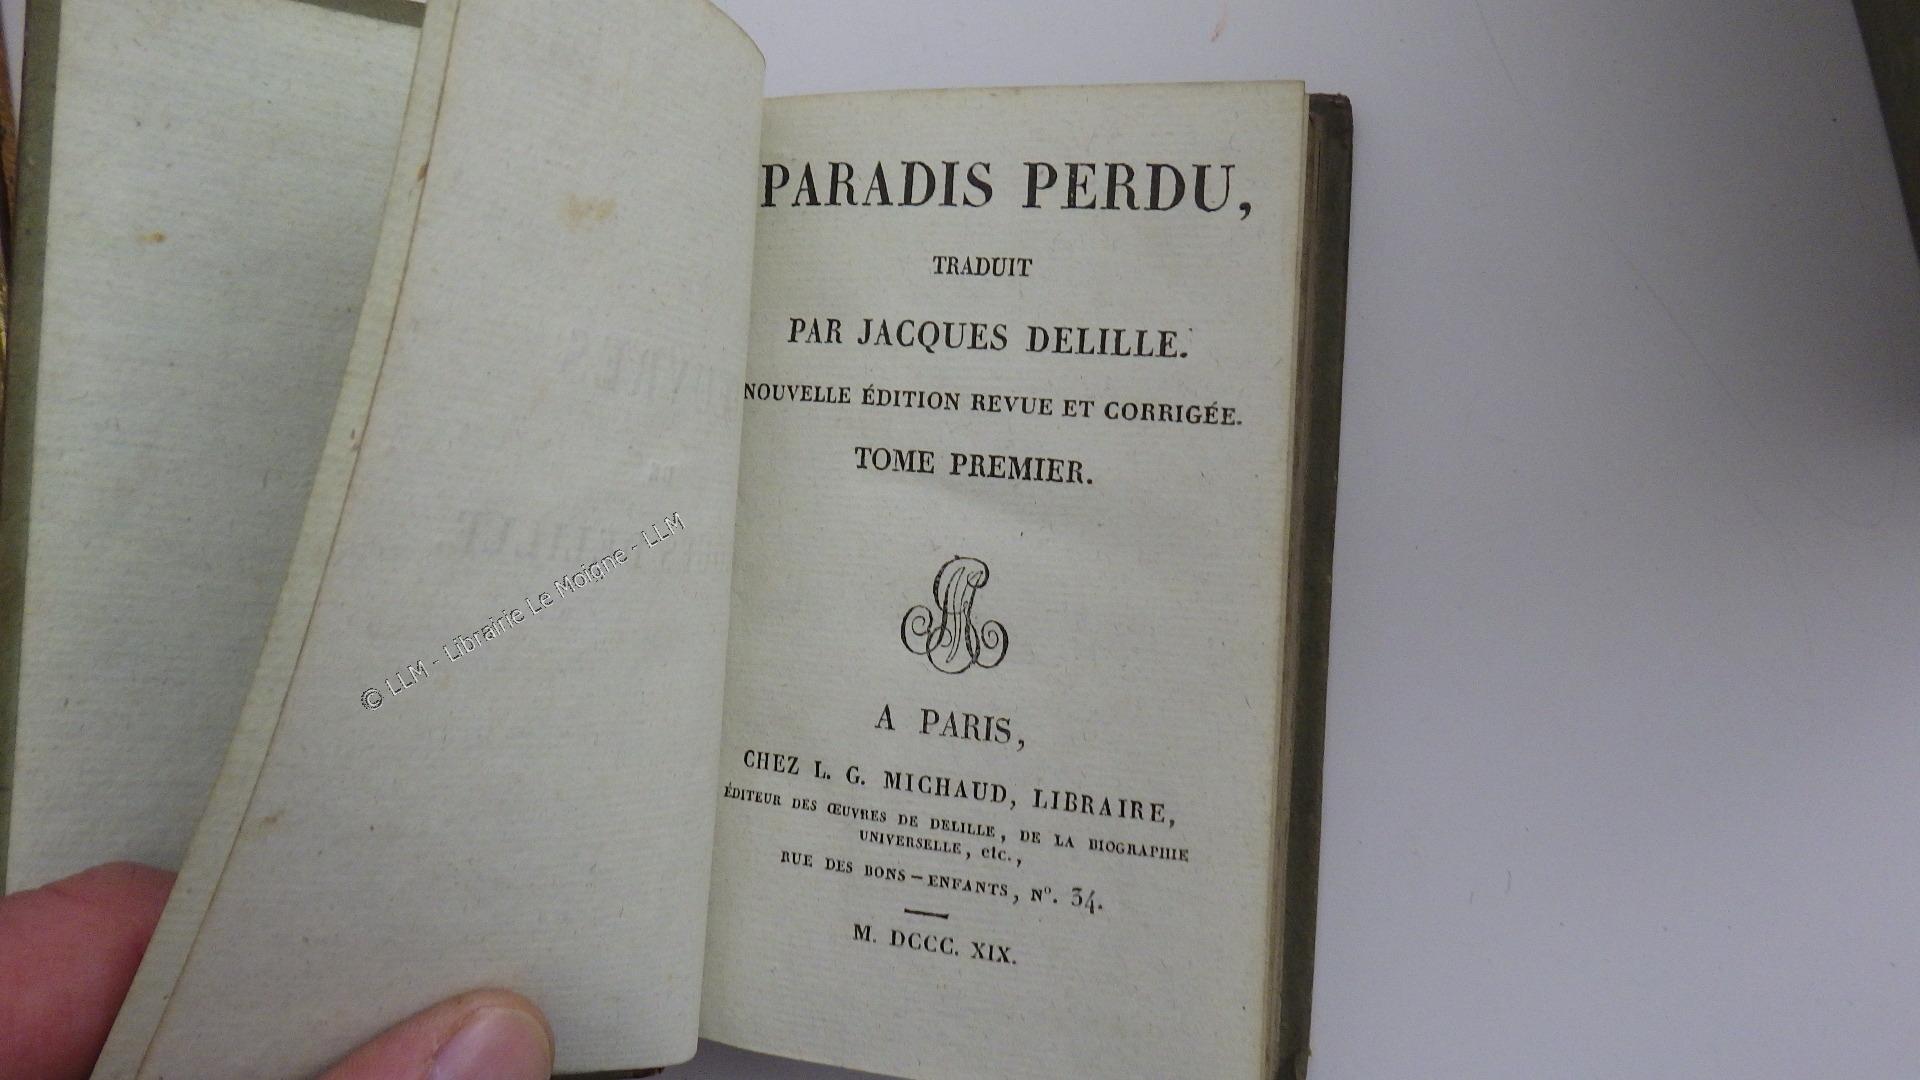 PARADIS PERDU,
TRADUIT
PAR JACQUES DELILLE.
NOUVELLE ÉDITION REVUE ET CORRIGÉE.
TOME PREMIER.
A PARIS,
CHEZ L. G. MICHAUD, LIBRAIRE,
ÉDITEUR DES ŒUVRES DE DELILLE, DE LA BIOGRAPHIE
UNIVERSELLE, etc.,
RUE DES BONS-ENFANTS, Nº. 34.
M. DCCC. XIX.
© LLM - Librairie Le Moigne - LLM